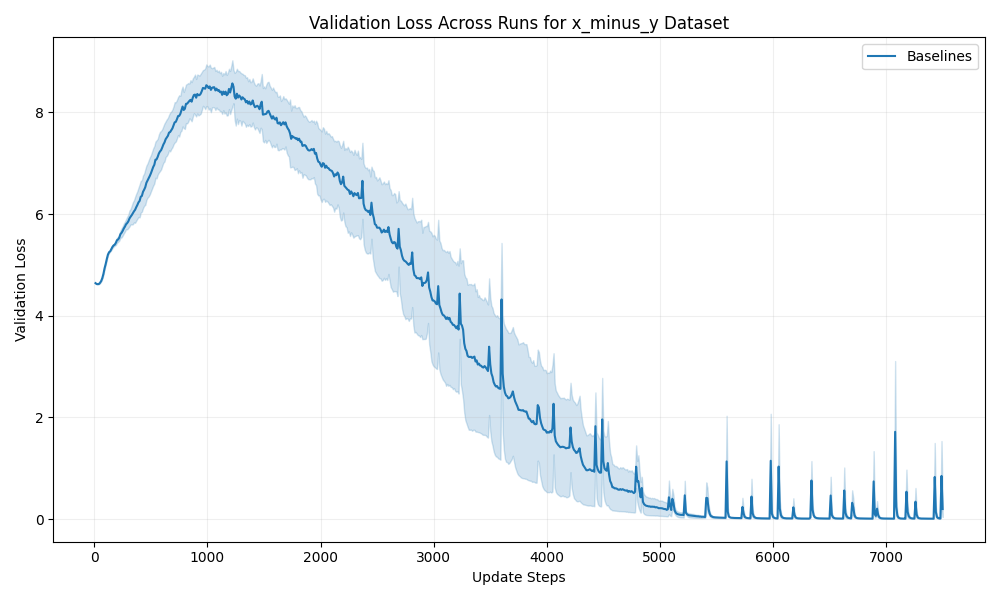 Validation Loss Across Runs for x_minus_y Dataset
Baselines
Validation Loss
8
6
4
2
0
0 1000 2000 3000 4000 5000 6000 7000
Update Steps